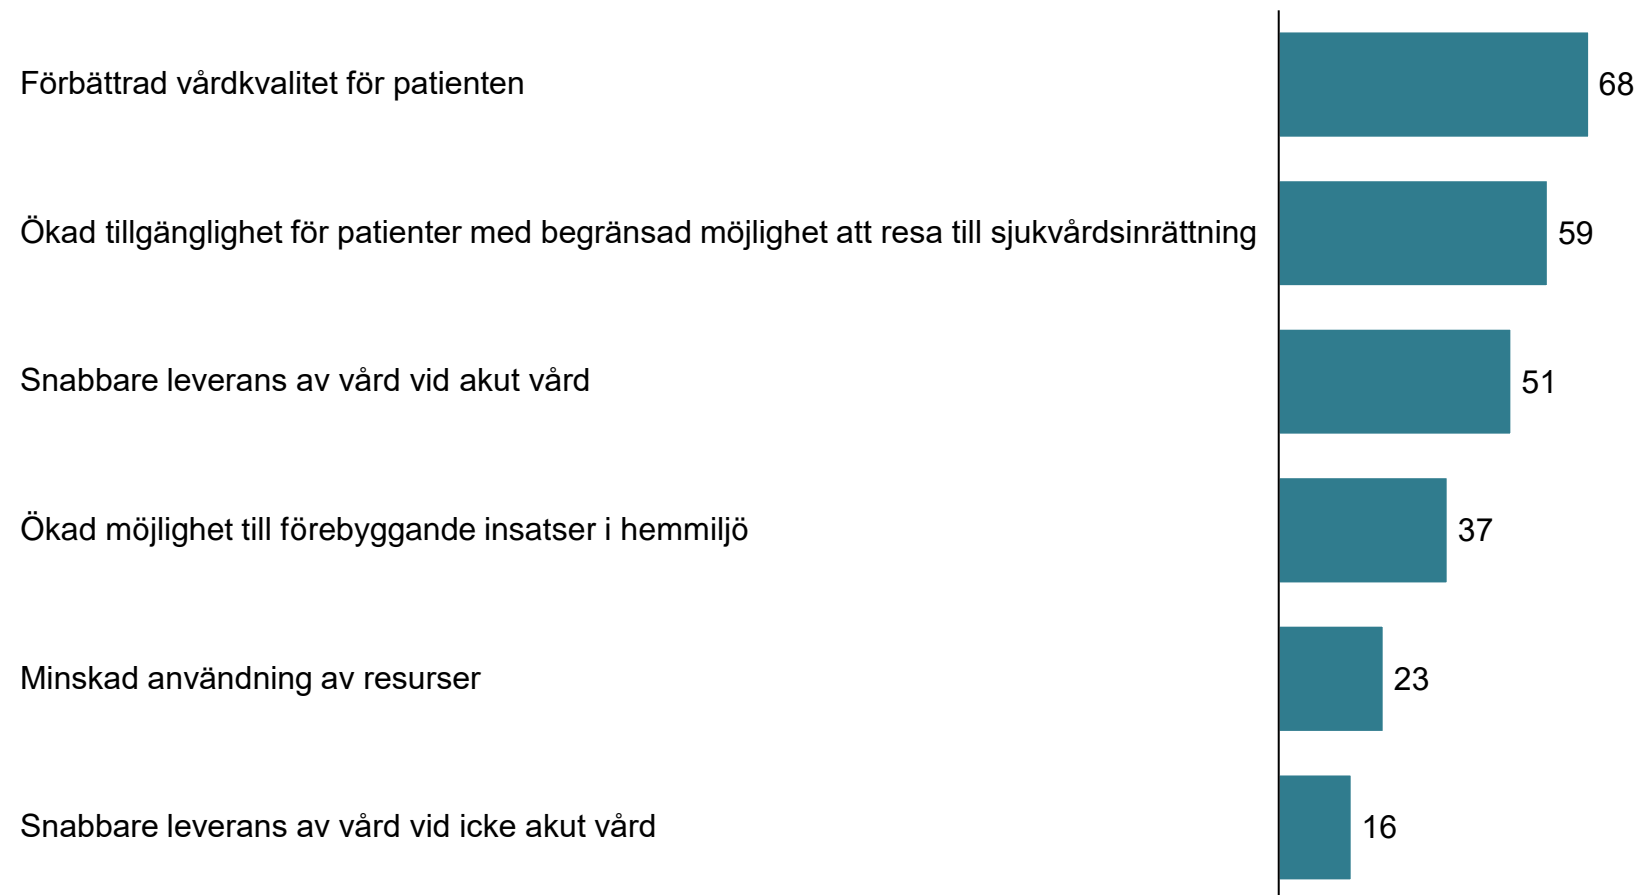 Förbättrad vårdkvalitet för patienten 68
Ökad tillgänglighet för patienter med begränsad möjlighet att resa till sjukvårdsinrättning 59
Snabbare leverans av vård vid akut vård 51
Ökad möjlighet till förebyggande insatser i hemmiljö 37
Minskad användning av resurser 23
Snabbare leverans av vård vid icke akut vård 16